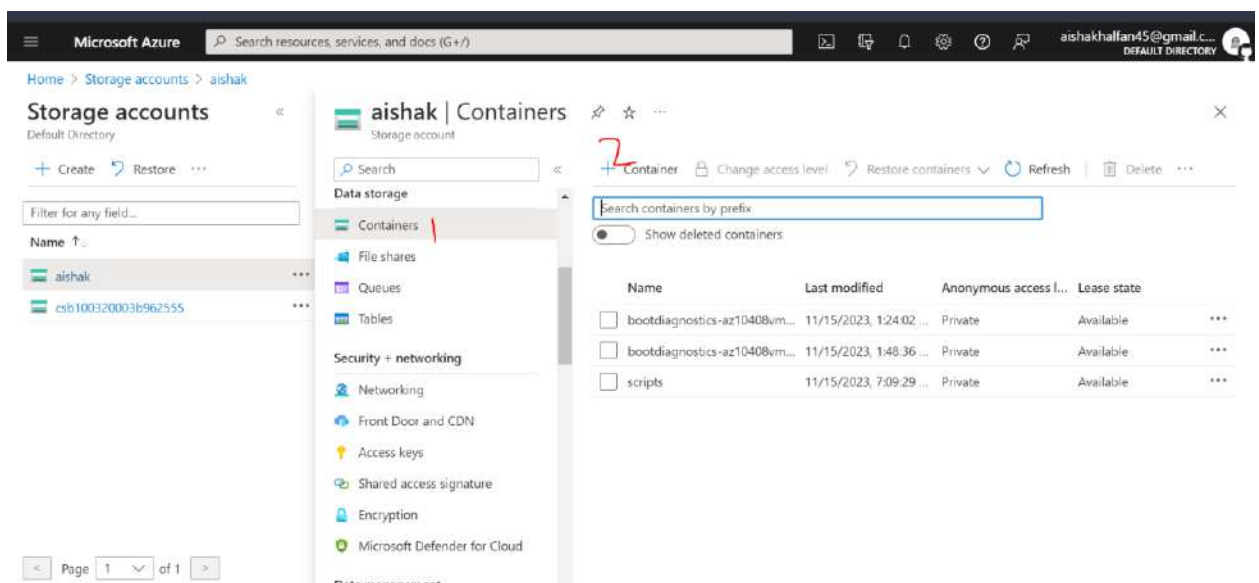 Microsoft Azure
Search resources, services, and docs (G+/)
aishakhalfan45@gmail.c...
DEFAULT DIRECTORY
Home > Storage accounts > aishak
Storage accounts
Default Directory
+ Create Restore ...
Filter for any field...
Name ↑↓
aishak ...
csb100320003b962555 ...
< Page 1 of 1 >
aishak | Containers ...
Storage account
Search
Data storage
Containers 1
File shares
Queues
Tables
Security + networking
Networking
Front Door and CDN
Access keys
Shared access signature
Encryption
Microsoft Defender for Cloud
Data management
2
+ Container Change access level Restore containers Refresh Delete ...
Search containers by prefix
Show deleted containers
Name Last modified Anonymous access l... Lease state
bootdiagnostics-az10408vm... 11/15/2023, 1:24:02 ... Private Available ...
bootdiagnostics-az10408vm... 11/15/2023, 1:48:36 ... Private Available ...
scripts 11/15/2023, 7:09:29 ... Private Available ...